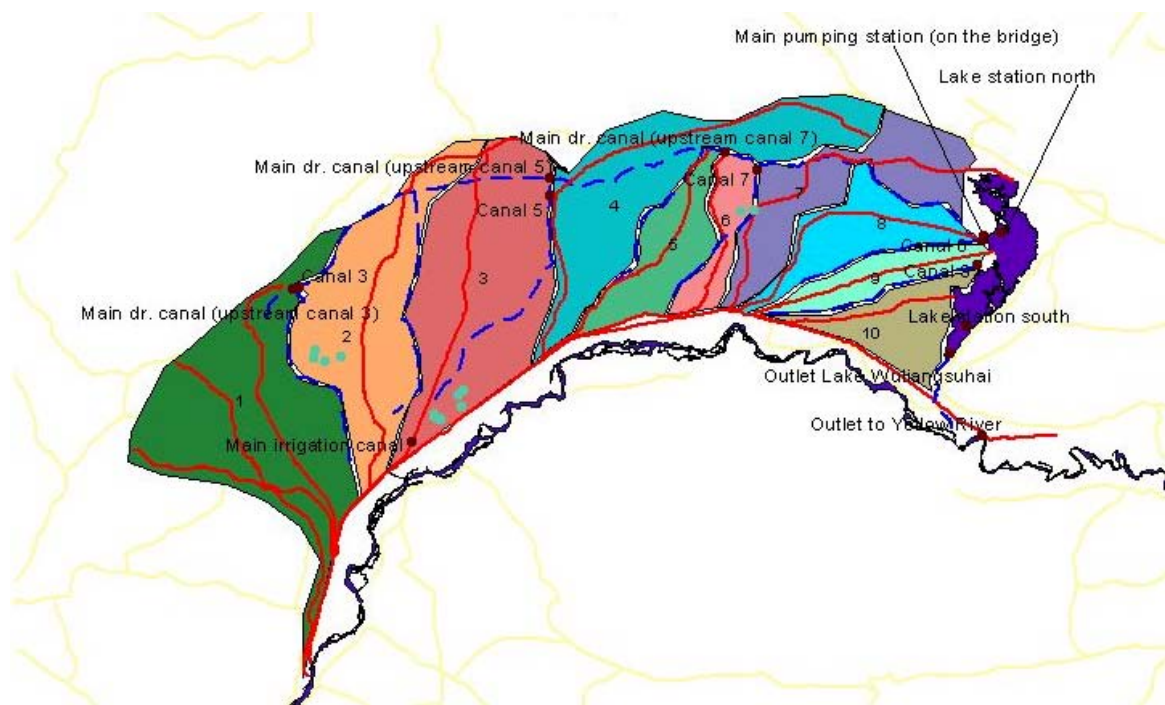 Main pumping station (on the bridge)
Lake station north
Main dr. canal (upstream canal 7)
Main dr. canal (upstream canal 5)
Canal 7
7
Canal 5
4
6
8
5
Canal 8
Canal 3
3
9
Canal 9
Main dr. canal (upstream canal 3)
Lake station south
2
10
Outlet Lake Wuliangsuhai
1
Outlet to Yellow River
Main irrigation canal